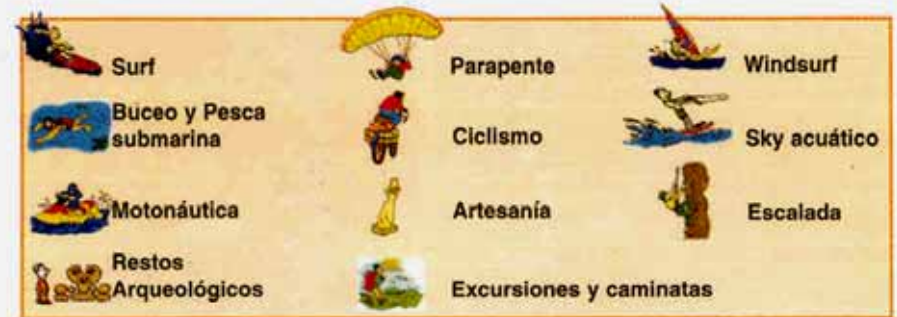 Surf
Parapente
Windsurf
Buceo y Pesca
submarina
Ciclismo
Sky acuático
Motonáutica
Artesanía
Escalada
Restos
Arqueológicos
Excursiones y caminatas